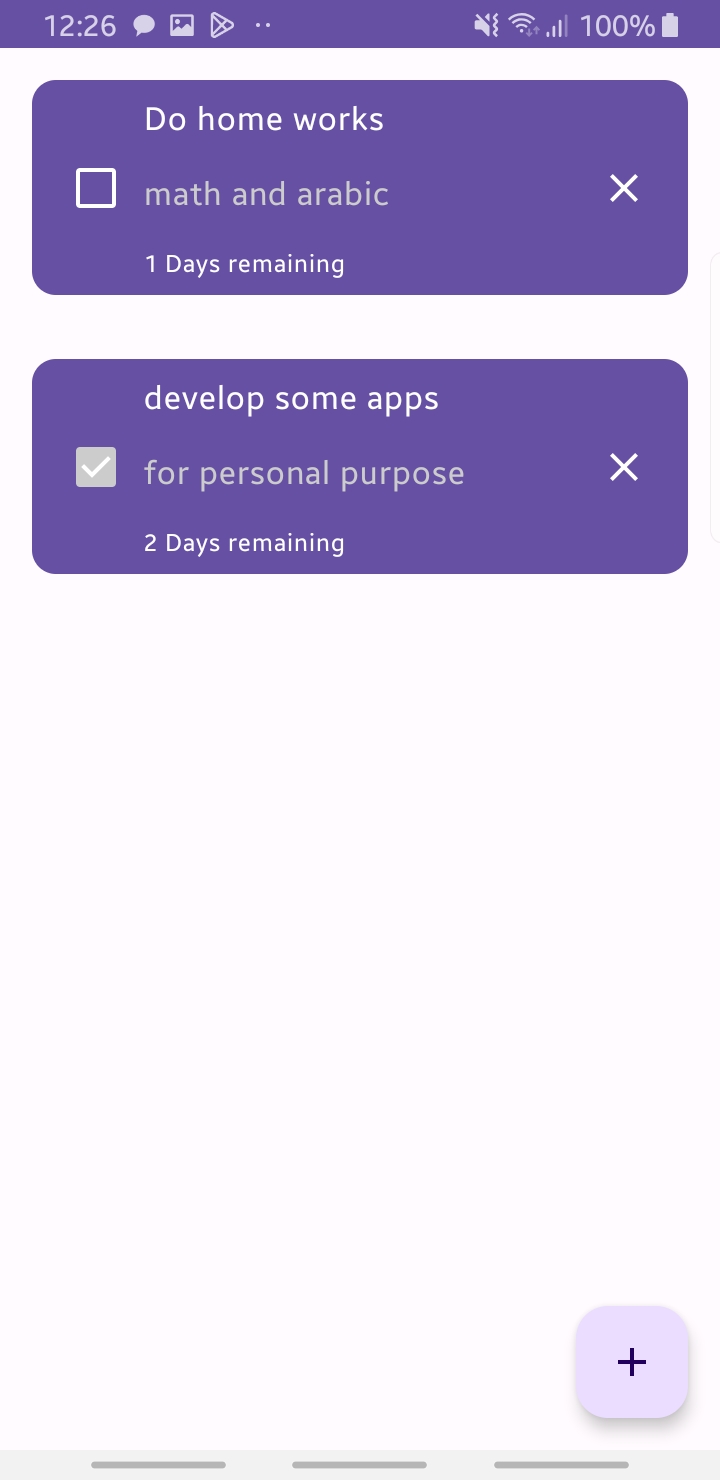 12:26 100%
Do home works
math and arabic
1 Days remaining
develop some apps
for personal purpose
2 Days remaining